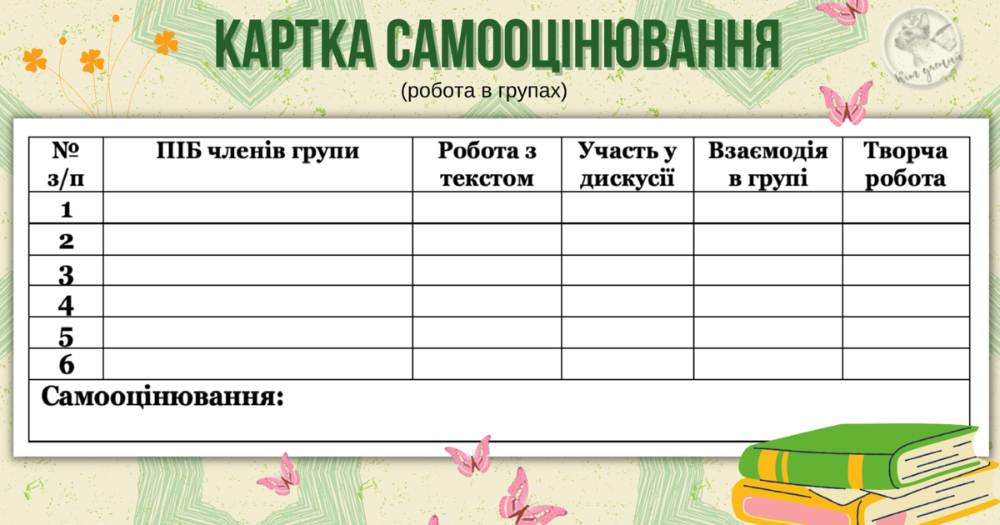 КАРТКА САМООЦІНЮВАННЯ
(робота в групах)
№ з/п ПІБ членів групи Робота з текстом Участь у дискусії Взаємодія в групі Творча робота
1
2
3
4
5
6
Самооцінювання: